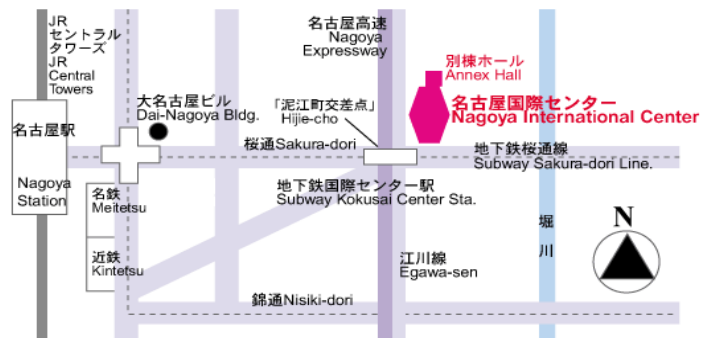 JR
セントラル
タワーズ
JR
Central
Towers
名古屋高速
Nagoya
Expressway
別棟ホール
Annex Hall
大名古屋ビル
Dai-Nagoya Bldg.
「泥江町交差点」
Hijie-cho
名古屋国際センター
Nagoya International Center
名古屋駅
Nagoya
Station
桜通Sakura-dori
地下鉄桜通線
Subway Sakura-dori Line.
名鉄
Meitetsu
地下鉄国際センター駅
Subway Kokusai Center Sta.
堀川
N
近鉄
Kintetsu
江川線
Egawa-sen
錦通Nisiki-dori